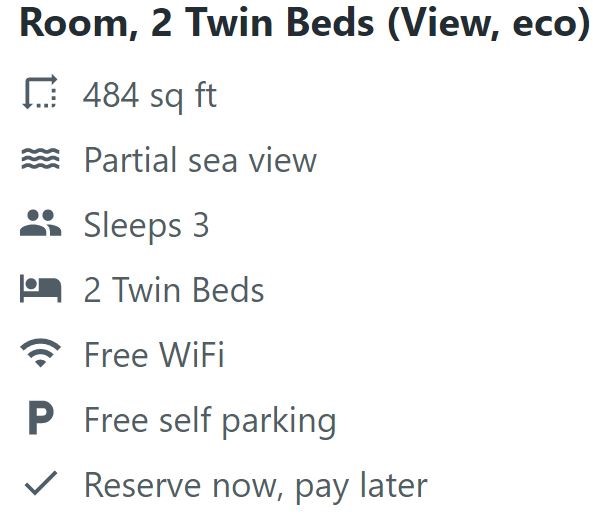 Room, 2 Twin Beds (View, eco)
484 sq ft
Partial sea view
Sleeps 3
2 Twin Beds
Free WiFi
P Free self parking
Reserve now, pay later